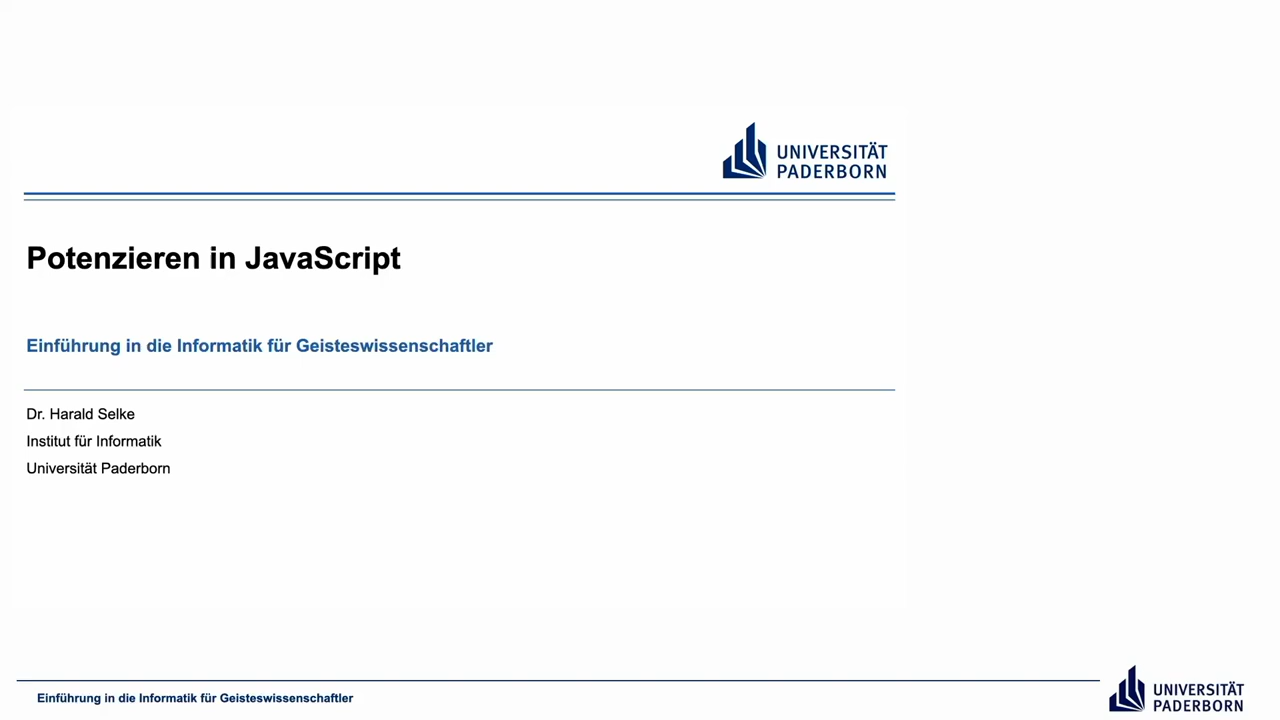 UNIVERSITÄT
PADERBORN
Potenzieren in JavaScript
Einführung in die Informatik für Geisteswissenschaftler
Dr. Harald Selke
Institut für Informatik
Universität Paderborn
Einführung in die Informatik für Geisteswissenschaftler
UNIVERSITÄT
PADERBORN